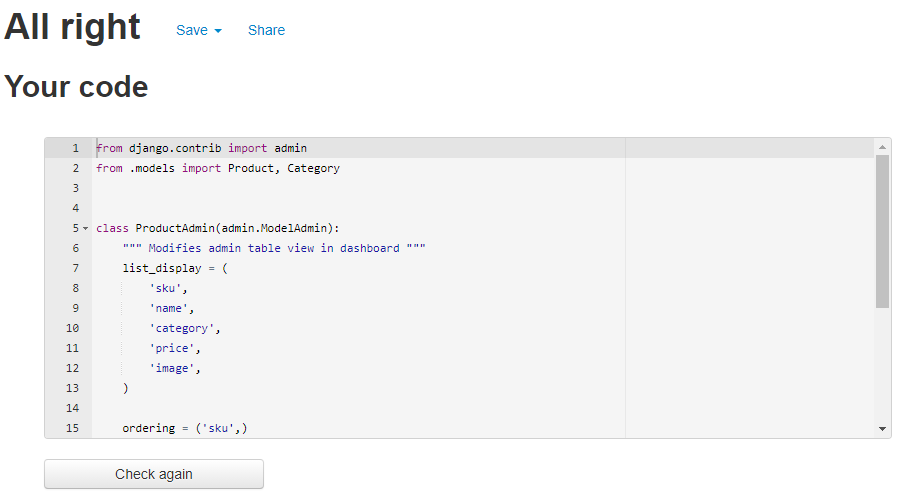 All right Save Share
Your code
1 from django.contrib import admin
2 from .models import Product, Category
3
4
5 class ProductAdmin(admin.ModelAdmin):
6     """ Modifies admin table view in dashboard """
7     list_display = (
8         'sku',
9         'name',
10         'category',
11         'price',
12         'image',
13     )
14
15     ordering = ('sku',)
Check again